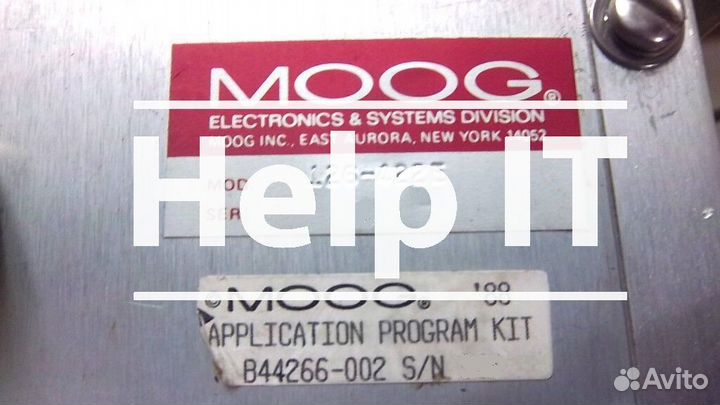 MOOG®
ELECTRONICS & SYSTEMS DIVISION
MOOG INC., EAST AURORA, NEW YORK 14052
Help IT
© MOOG® '88
APPLICATION PROGRAM KIT
B44266-002 S/N
Avito